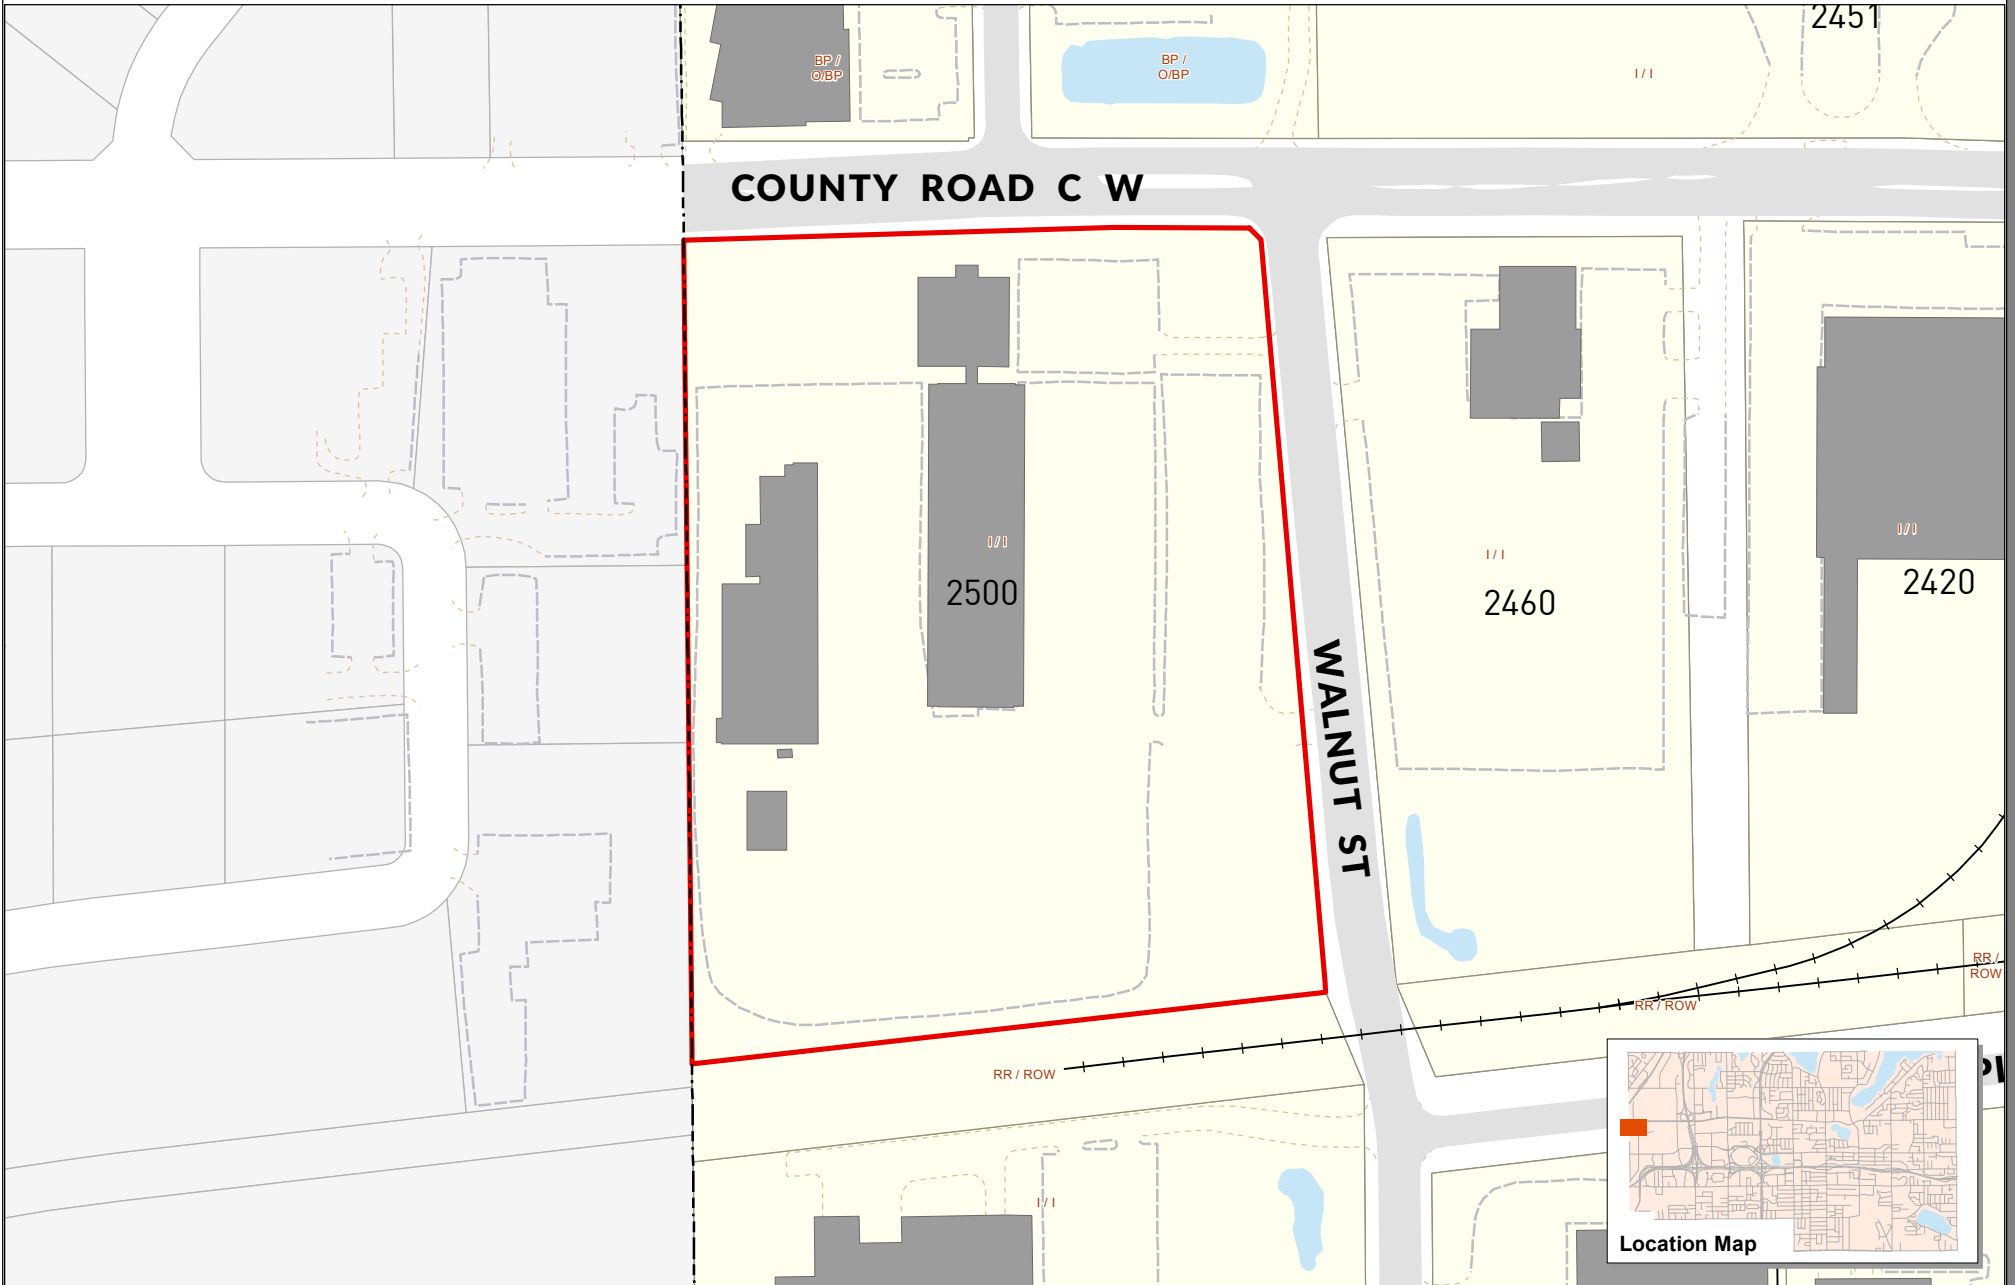 2451
BP /
O/BP
BP /
O/BP
I / I
COUNTY ROAD C W
I / I
2500
I / I
2460
I / I
2420
WALNUT ST
RR /
ROW
RR / ROW
RR / ROW
I / I
Location Map